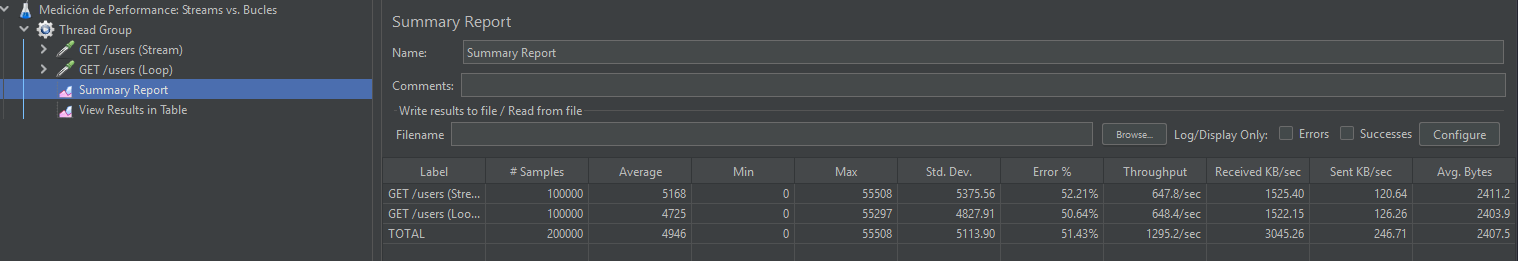 Medición de Performance: Streams vs. Bucles
Thread Group
GET /users (Stream)
GET /users (Loop)
Summary Report
View Results in Table
Summary Report
Name: Summary Report
Comments:
Write results to file / Read from file
Filename Browse... Log/Display Only: Errors Successes Configure
Label # Samples Average Min Max Std. Dev. Error % Throughput Received KB/sec Sent KB/sec Avg. Bytes
GET /users (Stre... 100000 5168 0 55508 5375.56 52.21% 647.8/sec 1525.40 120.64 2411.2
GET /users (Loo... 100000 4725 0 55297 4827.91 50.64% 648.4/sec 1522.15 126.26 2403.9
TOTAL 200000 4946 0 55508 5113.90 51.43% 1295.2/sec 3045.26 246.71 2407.5